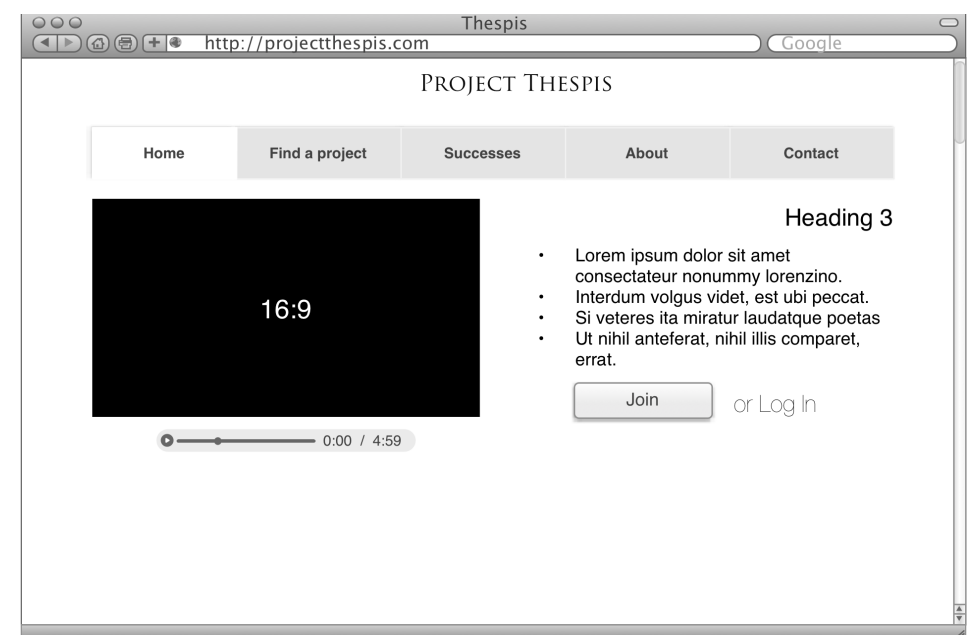 Thespis
http://projectthespis.com
Google
PROJECT THESPIS
Home Find a project Successes About Contact
16:9
0:00 / 4:59
Heading 3
• Lorem ipsum dolor sit amet
consectateur nonummy lorenzino.
• Interdum volgus videt, est ubi peccat.
• Si veteres ita miratur laudatque poetas
• Ut nihil anteferat, nihil illis comparet,
errat.
Join or Log In